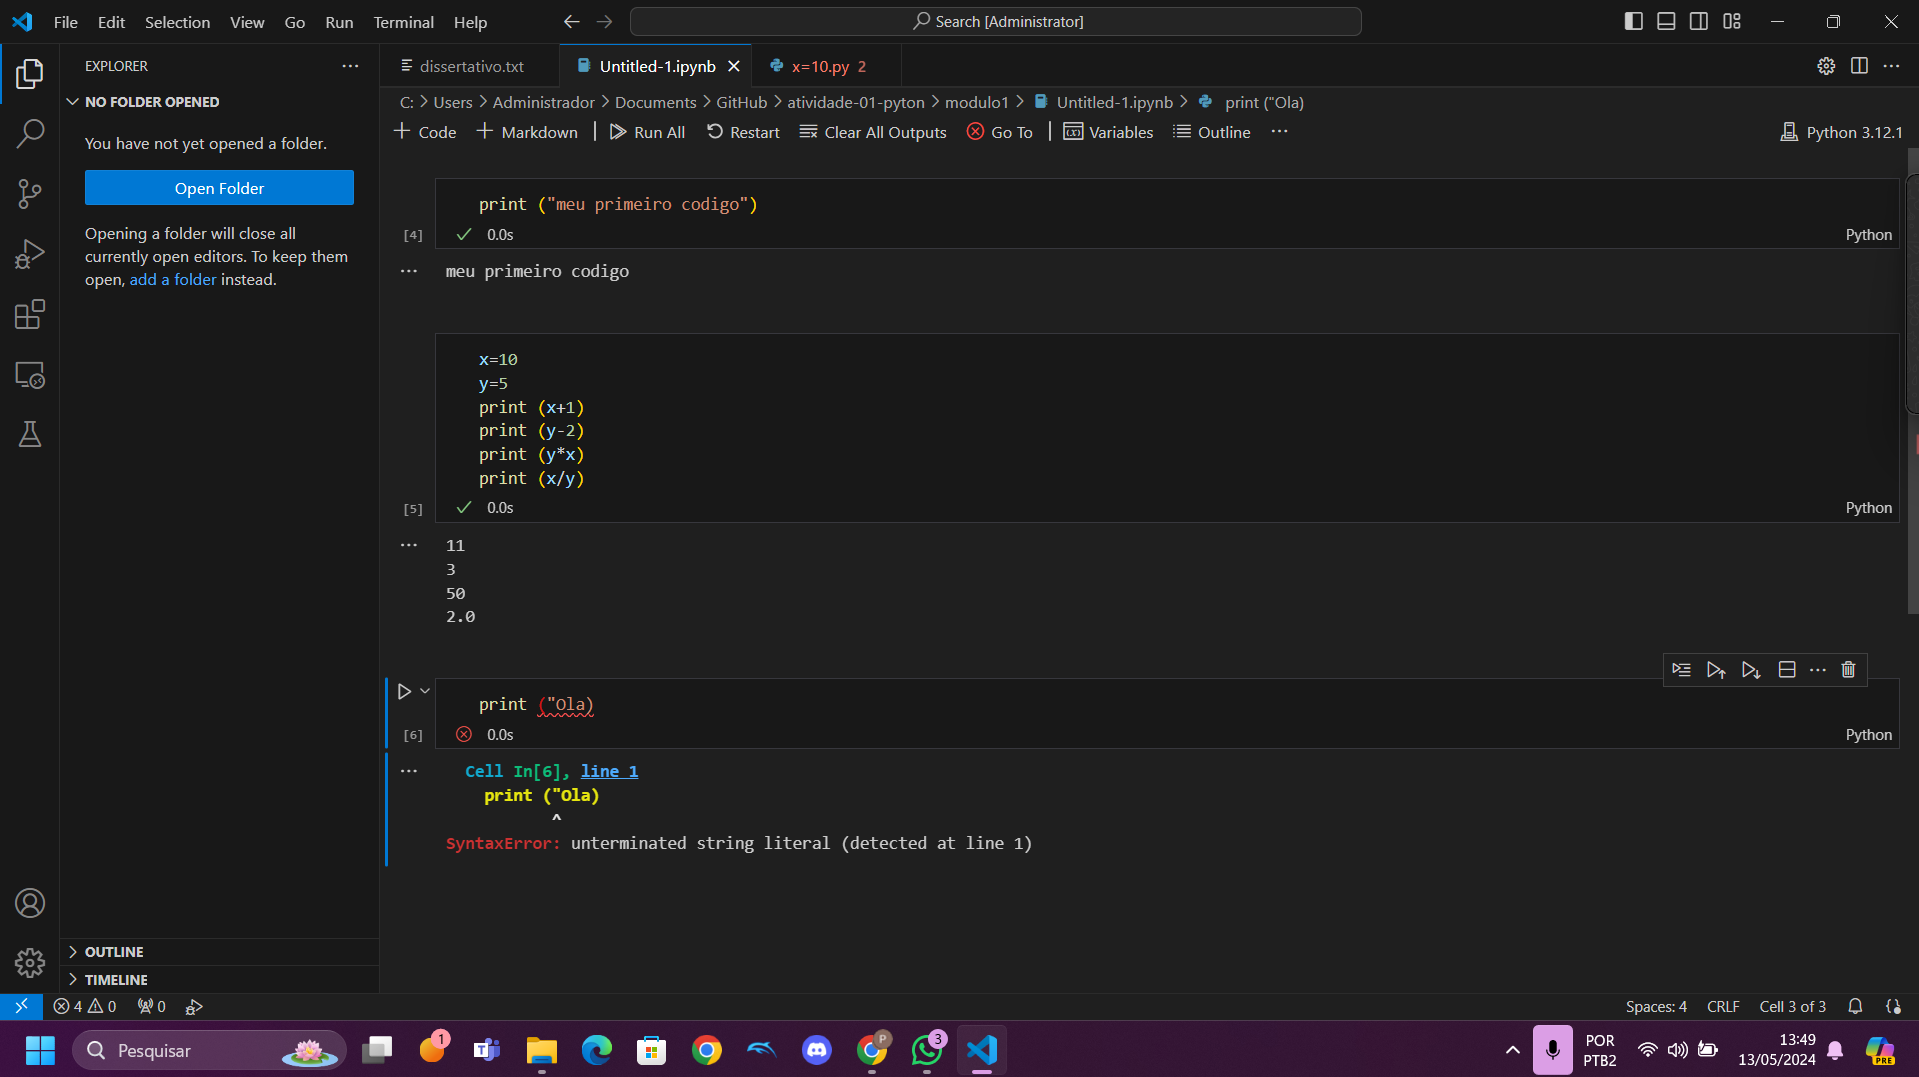 File Edit Selection View Go Run Terminal Help
Search [Administrator]
EXPLORER
NO FOLDER OPENED
You have not yet opened a folder.
Open Folder
Opening a folder will close all
currently open editors. To keep them
open, add a folder instead.
OUTLINE
TIMELINE
dissertativo.txt
Untitled-1.ipynb
x=10.py 2
C: > Users > Administrador > Documents > GitHub > atividade-01-pyton > modulo1 > Untitled-1.ipynb > print ("Ola)
+ Code + Markdown | Run All Restart Clear All Outputs Go To | Variables Outline ...
Python 3.12.1
print ("meu primeiro codigo")
[4] 0.0s Python
meu primeiro codigo
x=10
y=5
print (x+1)
print (y-2)
print (y*x)
print (x/y)
[5] 0.0s Python
11
3
50
2.0
print ("Ola)
[6] 0.0s Python
Cell In[6], line 1
print ("Ola)
^
SyntaxError: unterminated string literal (detected at line 1)
4 0 0
Spaces: 4 CRLF Cell 3 of 3
Pesquisar
1
P
3
POR
PTB2
13:49
13/05/2024
PRE